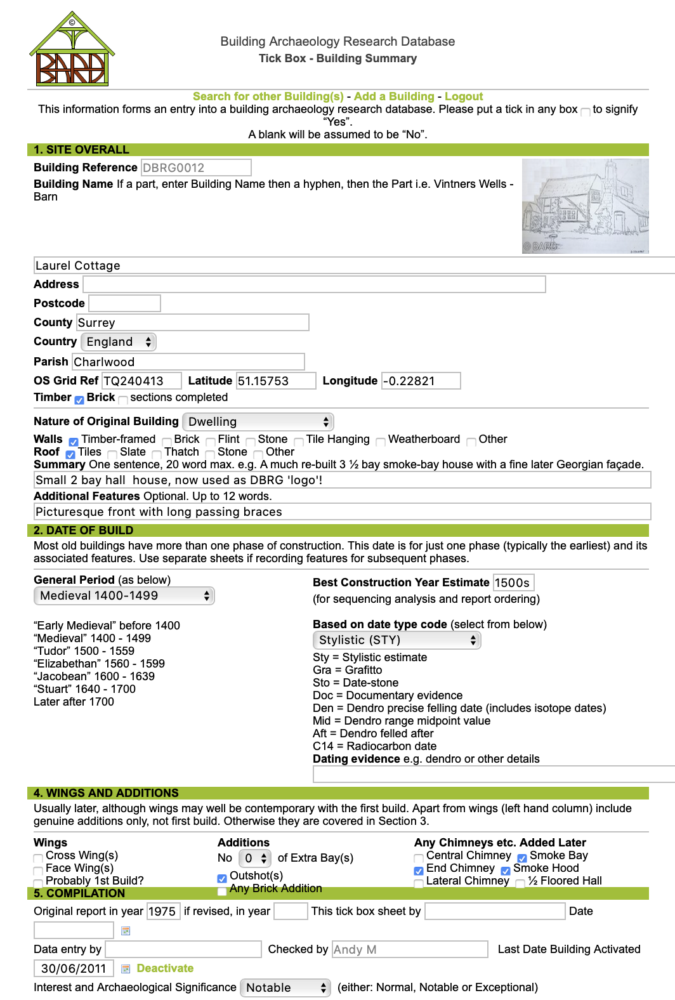 ©
BARD
Building Archaeology Research Database
Tick Box - Building Summary
Search for other Building(s) - Add a Building - Logout
This information forms an entry into a building archaeology research database. Please put a tick in any box to signify
“Yes”.
A blank will be assumed to be “No”.
1. SITE OVERALL
Building Reference DBRG0012
Building Name If a part, enter Building Name then a hyphen, then the Part i.e. Vintners Wells -
Barn
© BARD
Laurel Cottage
Address
Postcode
County Surrey
Country England
Parish Charlwood
OS Grid Ref TQ240413 Latitude 51.15753 Longitude -0.22821
Timber Brick sections completed
Nature of Original Building Dwelling
Walls Timber-framed Brick Flint Stone Tile Hanging Weatherboard Other
Roof Tiles Slate Thatch Stone Other
Summary One sentence, 20 word max. e.g. A much re-built 3 ½ bay smoke-bay house with a fine later Georgian façade.
Small 2 bay hall  house, now used as DBRG 'logo'!
Additional Features Optional. Up to 12 words.
Picturesque front with long passing braces
2. DATE OF BUILD
Most old buildings have more than one phase of construction. This date is for just one phase (typically the earliest) and its
associated features. Use separate sheets if recording features for subsequent phases.
General Period (as below)
Medieval 1400-1499
“Early Medieval” before 1400
“Medieval” 1400 - 1499
“Tudor” 1500 - 1559
“Elizabethan” 1560 - 1599
“Jacobean” 1600 - 1639
“Stuart” 1640 - 1700
Later after 1700
Best Construction Year Estimate 1500s
(for sequencing analysis and report ordering)
Based on date type code (select from below)
Stylistic (STY)
Sty = Stylistic estimate
Gra = Grafitto
Sto = Date-stone
Doc = Documentary evidence
Den = Dendro precise felling date (includes isotope dates)
Mid = Dendro range midpoint value
Aft = Dendro felled after
C14 = Radiocarbon date
Dating evidence e.g. dendro or other details
4. WINGS AND ADDITIONS
Usually later, although wings may well be contemporary with the first build. Apart from wings (left hand column) include
genuine additions only, not first build. Otherwise they are covered in Section 3.
Wings
Cross Wing(s)
Face Wing(s)
Probably 1st Build?
Additions
No 0 of Extra Bay(s)
Outshot(s)
Any Brick Addition
Any Chimneys etc. Added Later
Central Chimney Smoke Bay
End Chimney Smoke Hood
Lateral Chimney ½ Floored Hall
5. COMPILATION
Original report in year 1975 if revised, in year This tick box sheet by Date
Data entry by Checked by Andy M Last Date Building Activated
30/06/2011 Deactivate
Interest and Archaeological Significance Notable (either: Normal, Notable or Exceptional)